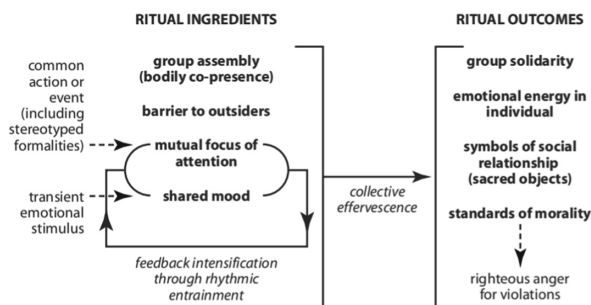 RITUAL INGREDIENTS
common
action or
event
(including
stereotyped
formalities)
transient
emotional
stimulus
group assembly
(bodily co-presence)
barrier to outsiders
mutual focus of
attention
shared mood
feedback intensification
through rhythmic
entrainment
collective
effervescence
RITUAL OUTCOMES
group solidarity
emotional energy in
individual
symbols of social
relationship
(sacred objects)
standards of morality
righteous anger
for violations